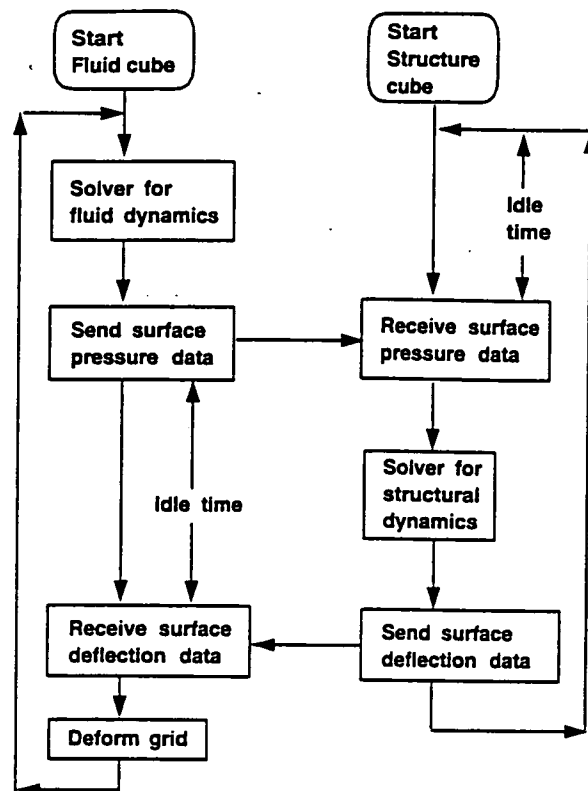 Start
Fluid cube
Start
Structure
cube
Solver for
fluid dynamics
Idle
time
Send surface
pressure data
Receive surface
pressure data
Solver for
structural
dynamics
Idle time
Receive surface
deflection data
Send surface
deflection data
Deform grid